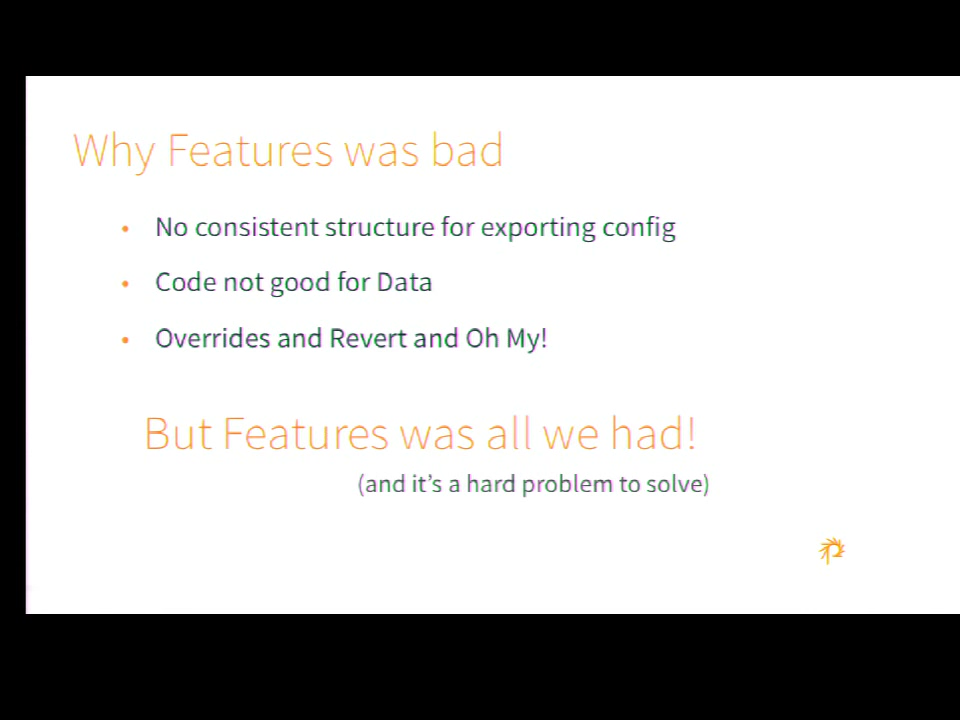 Why Features was bad
• No consistent structure for exporting config
• Code not good for Data
• Overrides and Revert and Oh My!
But Features was all we had!
(and it's a hard problem to solve)